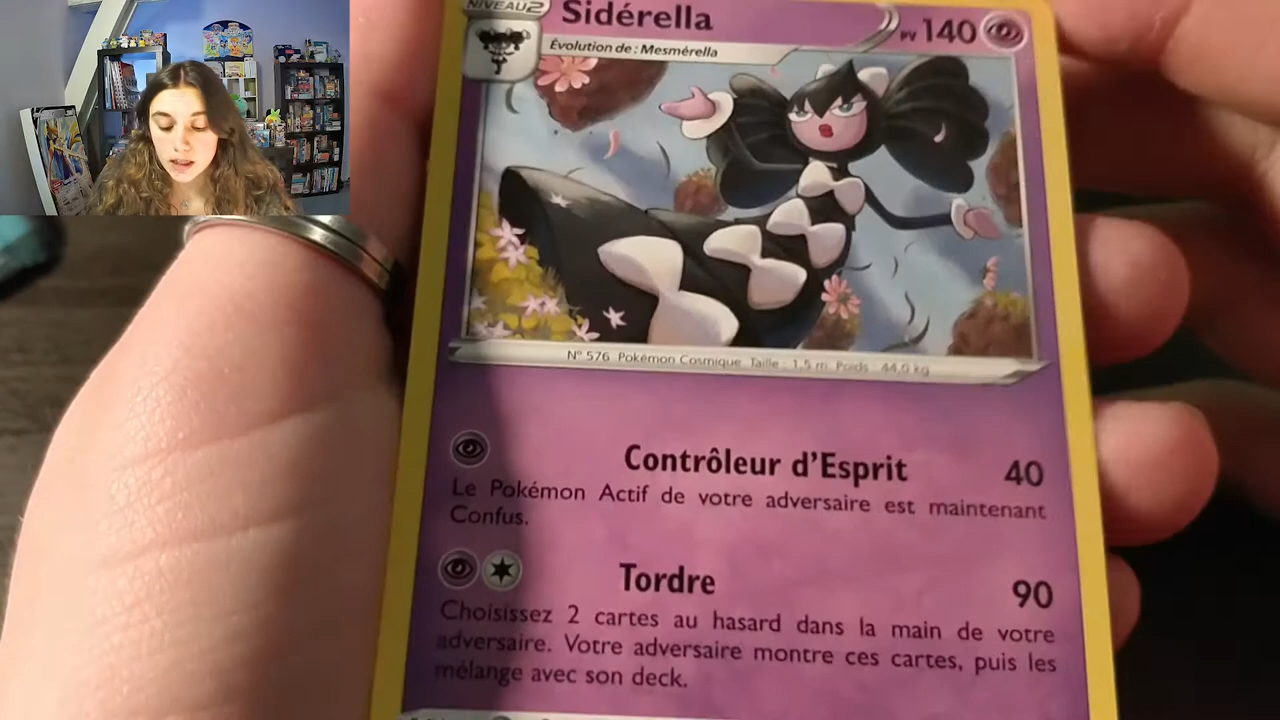 NIVEAU 2
Sidérella
PV 140
Évolution de : Mesmérella
N° 576 Pokémon Cosmique Taille : 1,5 m Poids : 44,0 kg
Contrôleur d'Esprit 40
Le Pokémon Actif de votre adversaire est maintenant
Confus.
Tordre 90
Choisissez 2 cartes au hasard dans la main de votre
adversaire. Votre adversaire montre ces cartes, puis les
mélange avec son deck.